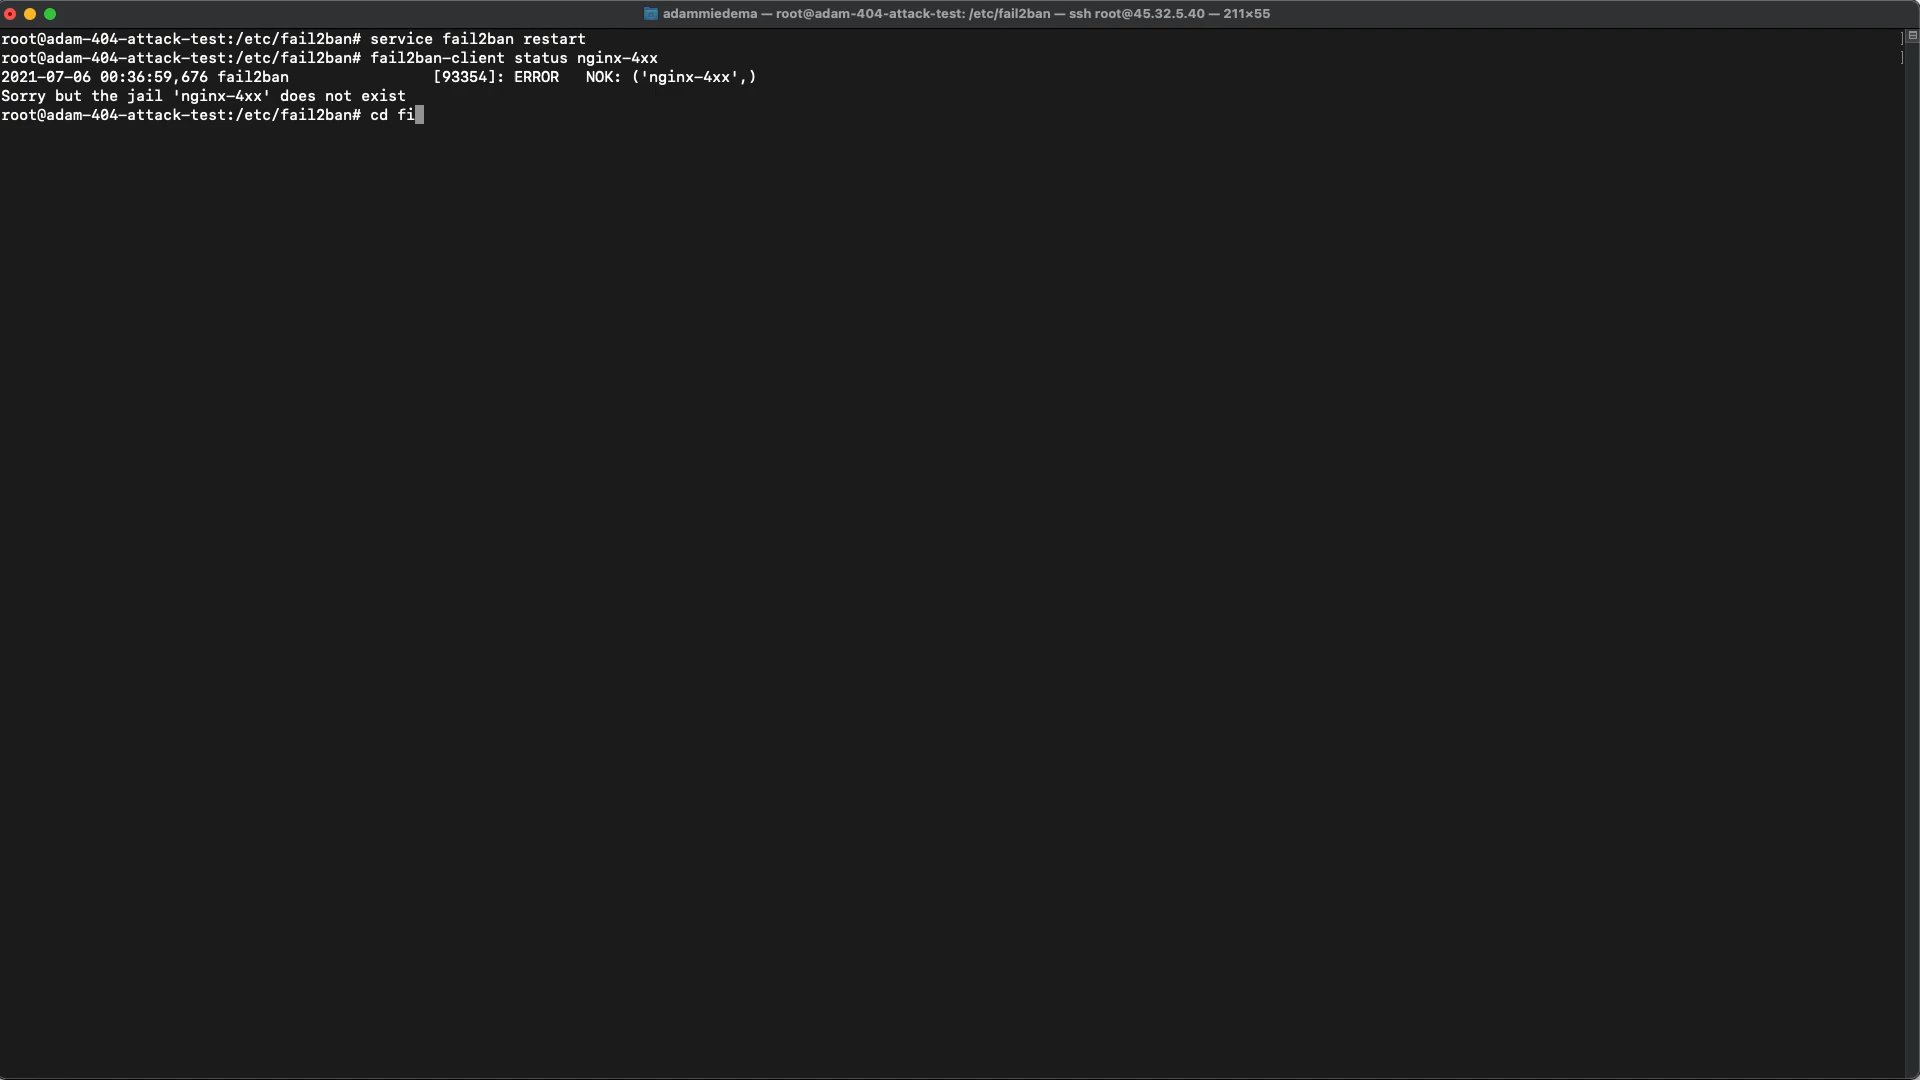 adammiedema — root@adam-404-attack-test: /etc/fail2ban — ssh root@45.32.5.40 — 211×55
root@adam-404-attack-test:/etc/fail2ban# service fail2ban restart
root@adam-404-attack-test:/etc/fail2ban# fail2ban-client status nginx-4xx
2021-07-06 00:36:59,676 fail2ban                [93354]: ERROR   NOK: ('nginx-4xx',)
Sorry but the jail 'nginx-4xx' does not exist
root@adam-404-attack-test:/etc/fail2ban# cd fi